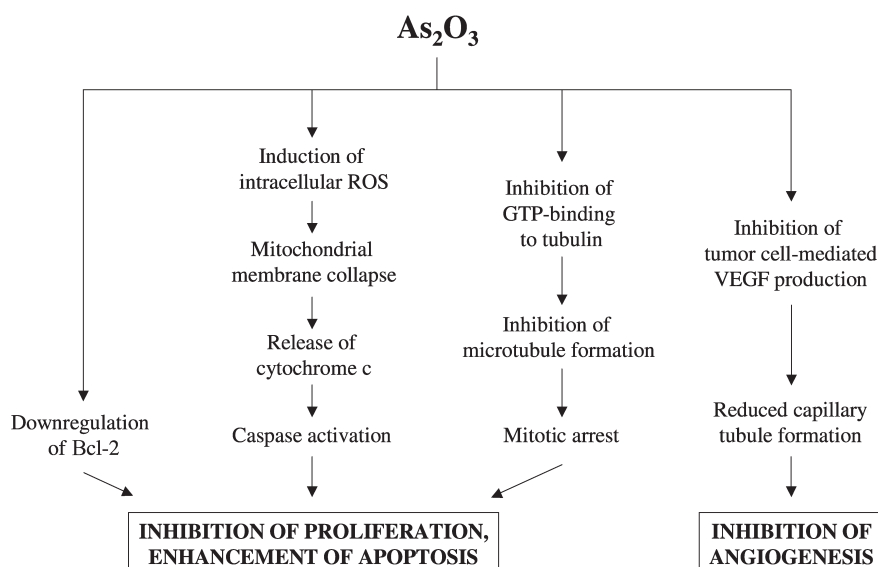 As₂O₃
Induction of
intracellular ROS
Mitochondrial
membrane collapse
Release of
cytochrome c
Caspase activation
Downregulation
of Bcl-2
Inhibition of
GTP-binding
to tubulin
Inhibition of
microtubule formation
Mitotic arrest
Inhibition of
tumor cell-mediated
VEGF production
Reduced capillary
tubule formation
INHIBITION OF PROLIFERATION,
ENHANCEMENT OF APOPTOSIS
INHIBITION OF
ANGIOGENESIS